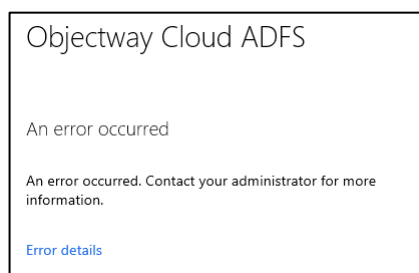 Objectway Cloud ADFS
An error occurred
An error occurred. Contact your administrator for more
information.
Error details